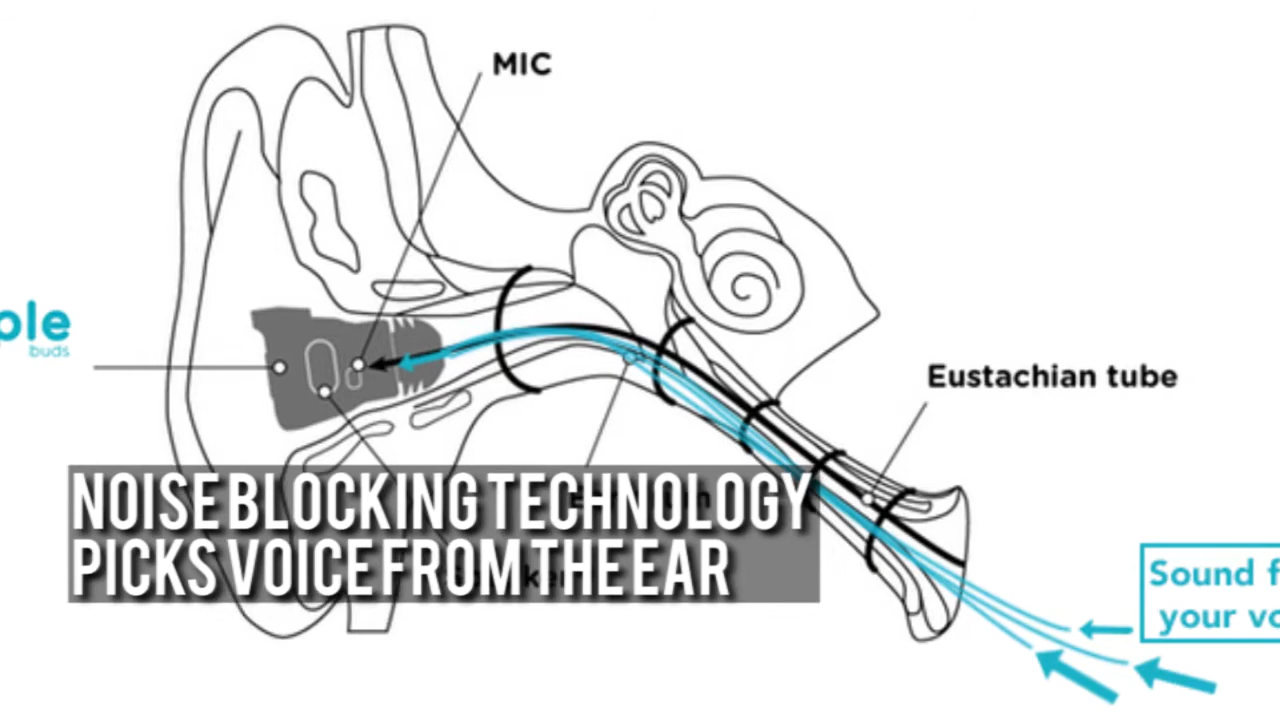 MIC
ple
buds
Eustachian tube
NOISE BLOCKING TECHNOLOGY
PICKS VOICE FROM THE EAR
Sound f
your vo